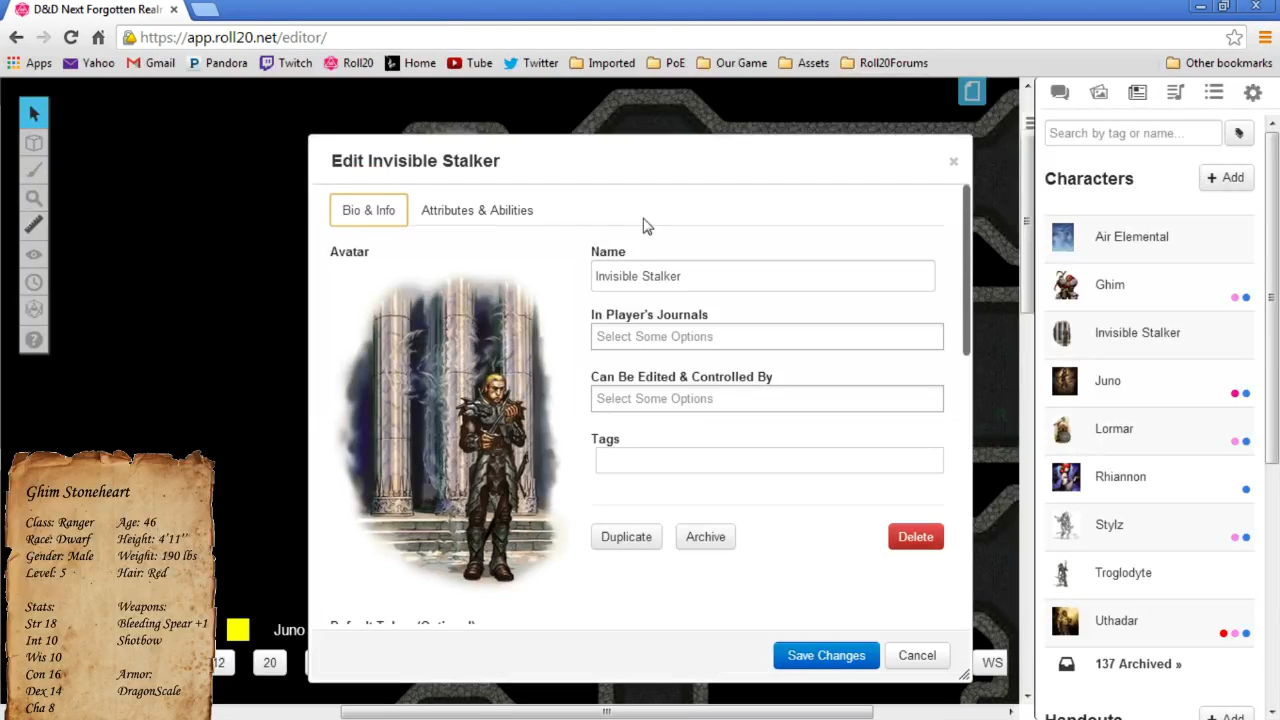 D&D Next Forgotten Realr
https://app.roll20.net/editor/
Apps Yahoo Gmail Pandora Twitch Roll20 Home Tube Twitter Imported PoE Our Game Assets Roll20Forums Other bookmarks
Search by tag or name...
Characters
+ Add
Air Elemental
Ghim
Invisible Stalker
Juno
Lormar
Rhiannon
Stylz
Troglodyte
Uthadar
137 Archived »
Handouts
+ Add
Edit Invisible Stalker
×
Bio & Info
Attributes & Abilities
Avatar
Name
Invisible Stalker
In Player's Journals
Select Some Options
Can Be Edited & Controlled By
Select Some Options
Tags
Duplicate
Archive
Delete
Default Token (Optional)
Save Changes
Cancel
Juno
12
20
WS
Ghim Stoneheart
Class: Ranger
Race: Dwarf
Gender: Male
Level: 5
Age: 46
Height: 4'11''
Weight: 190 lbs
Hair: Red
Stats:
Str 18
Int 10
Wis 10
Con 16
Dex 14
Cha 8
Weapons:
Bleeding Spear +1
Shotbow
Armor:
DragonScale